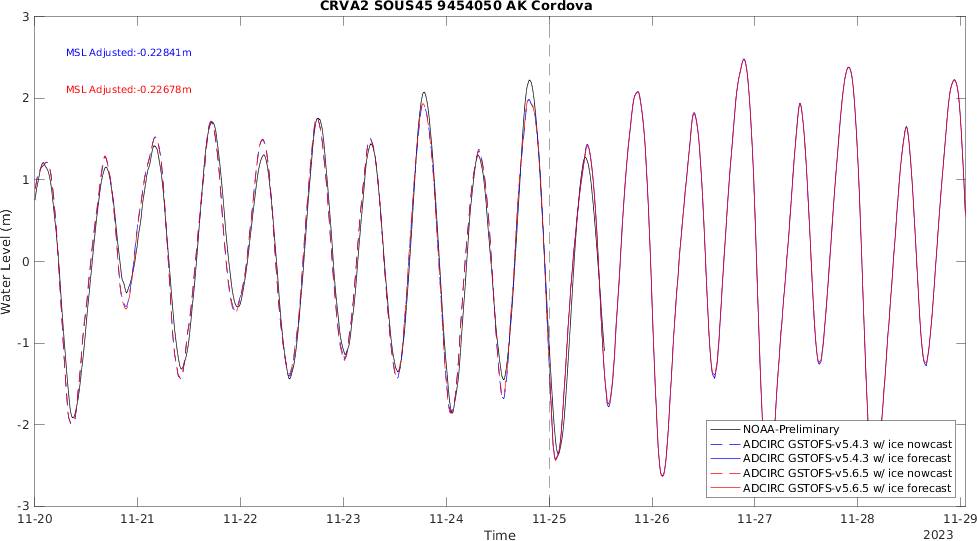 CRVA2 SOUS45 9454050 AK Cordova
3
MSL Adjusted:-0.22841m
MSL Adjusted:-0.22678m
2
1
0
-1
-2
-3
Water Level (m)
NOAA-Preliminary
ADCIRC GSTOFS-v5.4.3 w/ ice nowcast
ADCIRC GSTOFS-v5.4.3 w/ ice forecast
ADCIRC GSTOFS-v5.6.5 w/ ice nowcast
ADCIRC GSTOFS-v5.6.5 w/ ice forecast
11-20 11-21 11-22 11-23 11-24 11-25 11-26 11-27 11-28 11-29
Time
2023